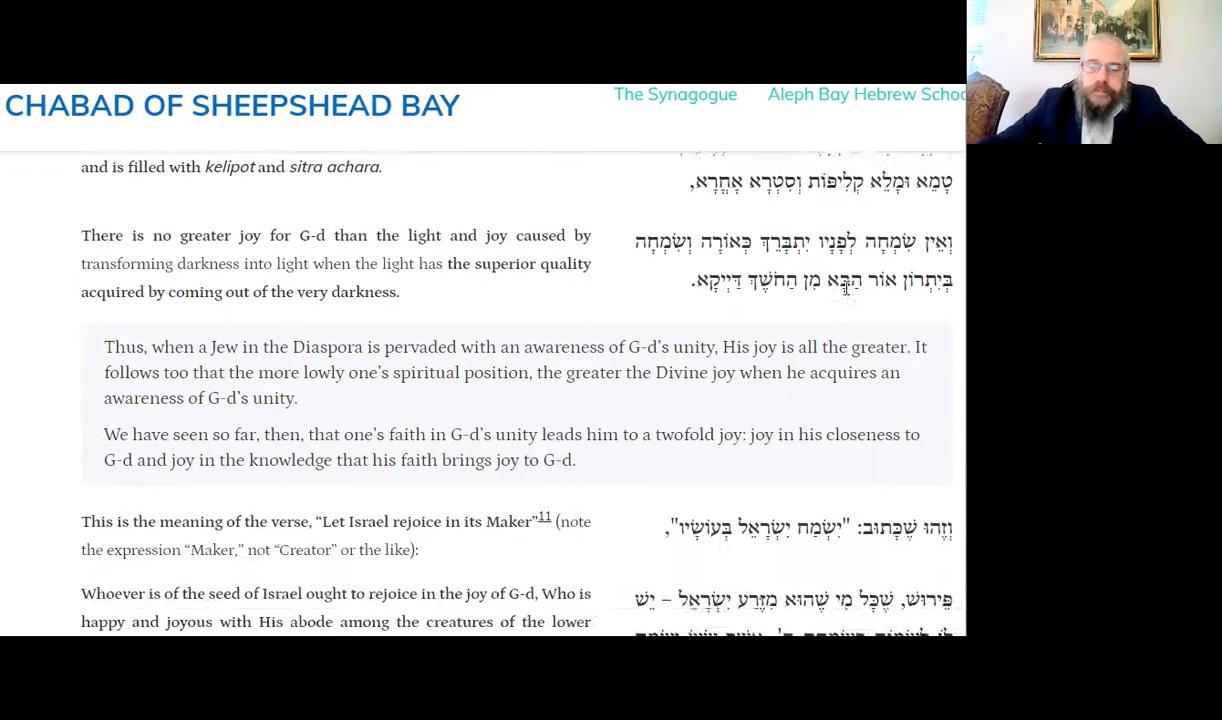 CHABAD OF SHEEPSHEAD BAY
The Synagogue
Aleph Bay Hebrew Schoo
and is filled with kelipot and sitra achara.
טָמֵא וּמָלֵא קְלִיפּוֹת וְסִטְרָא אָחֳרָא,
There is no greater joy for G-d than the light and joy caused by
transforming darkness into light when the light has the superior quality
acquired by coming out of the very darkness.
וְאֵין שִׂמְחָה לְפָנָיו יִתְבָּרֵךְ כְּאוֹרָה וְשִׂמְחָה
בְּיִתְרוֹן אוֹר הַבָּא מִן הַחֹשֶׁךְ דַּיְיקָא.
Thus, when a Jew in the Diaspora is pervaded with an awareness of G-d’s unity, His joy is all the greater. It
follows too that the more lowly one’s spiritual position, the greater the Divine joy when he acquires an
awareness of G-d’s unity.
We have seen so far, then, that one’s faith in G-d’s unity leads him to a twofold joy: joy in his closeness to
G-d and joy in the knowledge that his faith brings joy to G-d.
This is the meaning of the verse, “Let Israel rejoice in its Maker”11 (note
the expression “Maker,” not “Creator” or the like):
וְזֶהוּ שֶׁכָּתוּב: "יִשְׂמַח יִשְׂרָאֵל בְּעוֹשָׂיו",
Whoever is of the seed of Israel ought to rejoice in the joy of G-d, Who is
happy and joyous with His abode among the creatures of the lower
פֵּירוּשׁ, שֶׁכָּל מִי שֶׁהוּא מִזֶּרַע יִשְׂרָאֵל – יֵשׁ